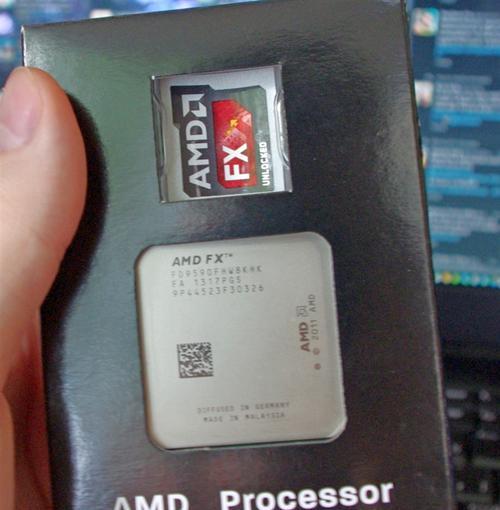 AMD
FX
UNLOCKED
AMD FX™
FD9590FHW8KHK
FA 1317PGS
9P44523F30326
AMD
© 2011 AMD
DIFFUSED IN GERMANY
MADE IN MALAYSIA
AMD Processor